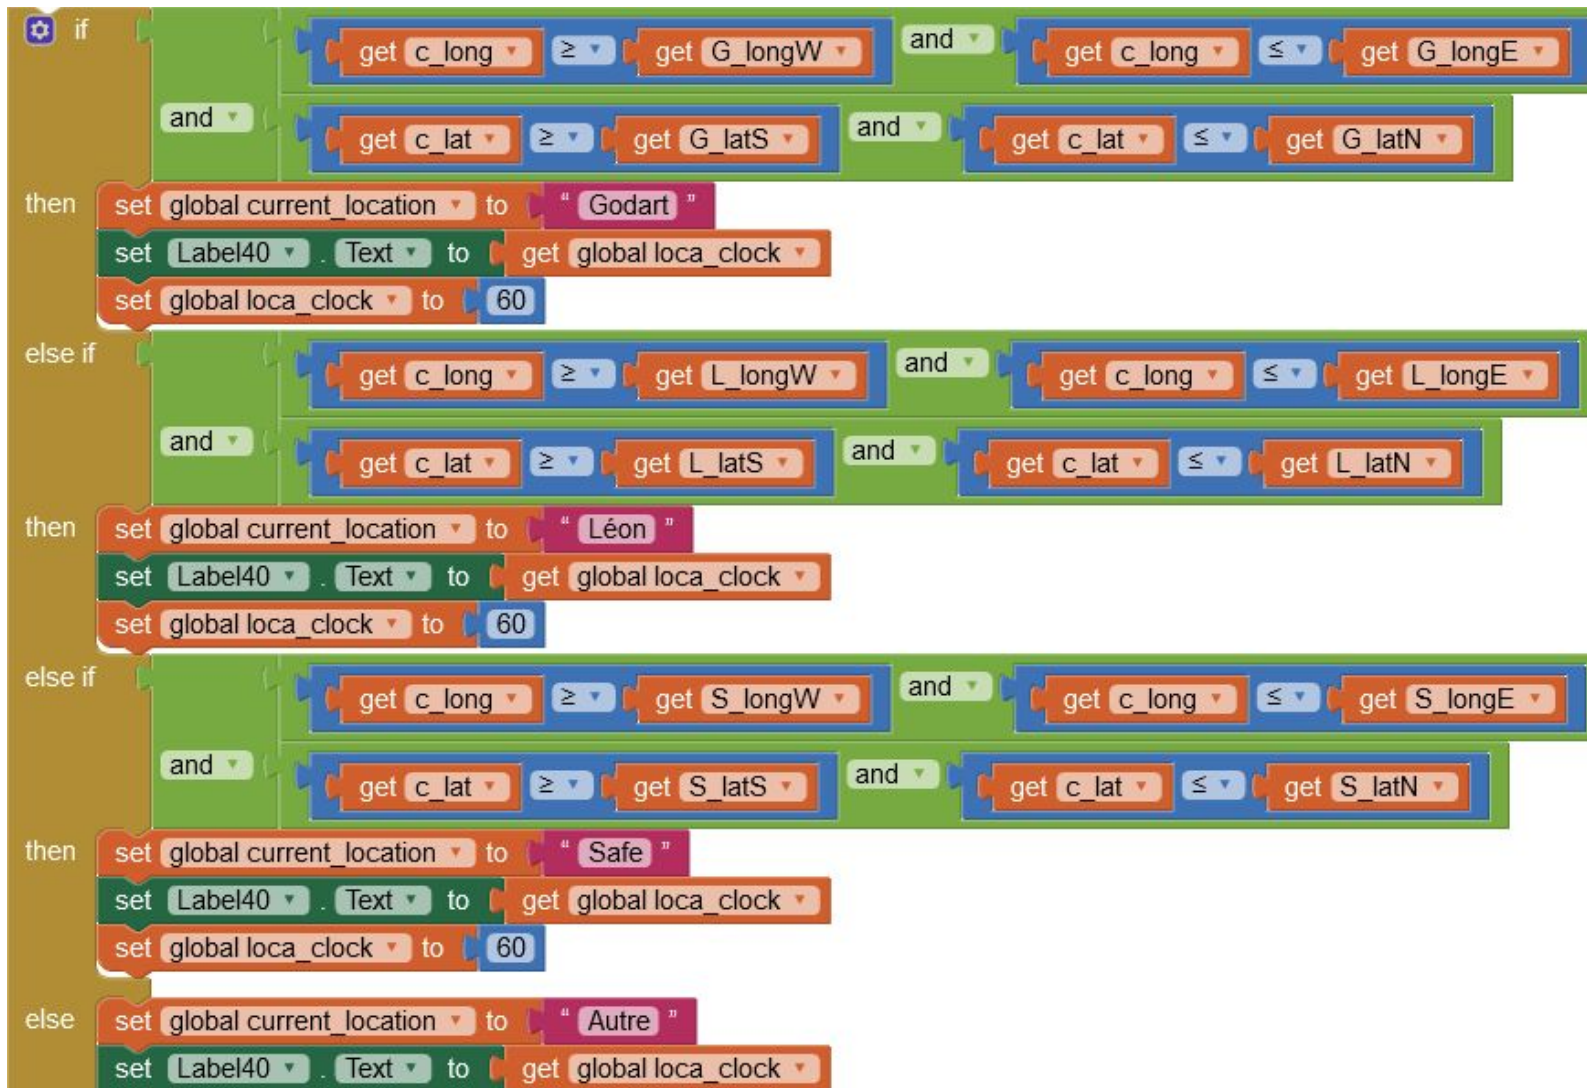 if get c_long ≥ get G_longW and get c_long ≤ get G_longE
and get c_lat ≥ get G_latS and get c_lat ≤ get G_latN
then set global current_location to " Godart "
set Label40 . Text to get global loca_clock
set global loca_clock to 60
else if get c_long ≥ get L_longW and get c_long ≤ get L_longE
and get c_lat ≥ get L_latS and get c_lat ≤ get L_latN
then set global current_location to " Léon "
set Label40 . Text to get global loca_clock
set global loca_clock to 60
else if get c_long ≥ get S_longW and get c_long ≤ get S_longE
and get c_lat ≥ get S_latS and get c_lat ≤ get S_latN
then set global current_location to " Safe "
set Label40 . Text to get global loca_clock
set global loca_clock to 60
else set global current_location to " Autre "
set Label40 . Text to get global loca_clock